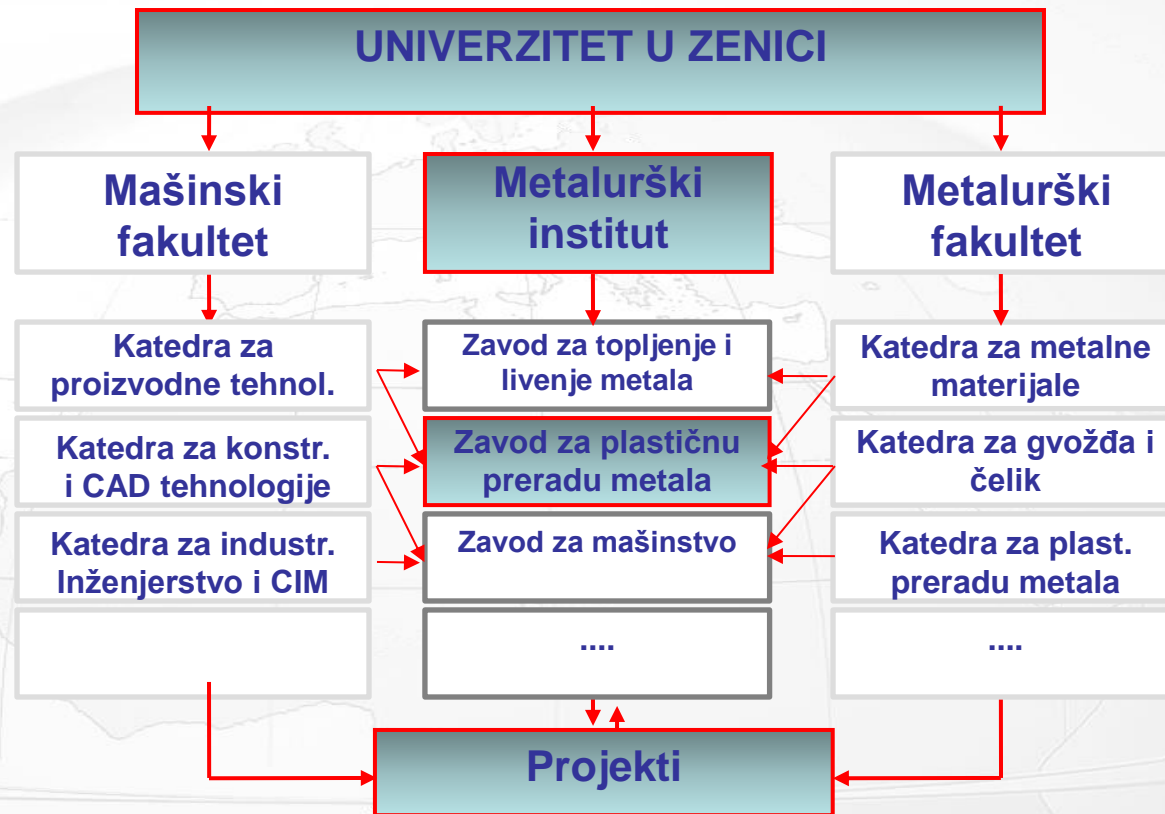 UNIVERZITET U ZENICI
Mašinski
fakultet
Metalurški
institut
Metalurški
fakultet
Katedra za
proizvodne tehnol.
Zavod za topljenje i
livenje metala
Katedra za metalne
materijale
Katedra za konstr.
i CAD tehnologije
Zavod za plastičnu
preradu metala
Katedra za gvožđa i
čelik
Katedra za industr.
Inženjerstvo i CIM
Zavod za mašinstvo
Katedra za plast.
preradu metala
....
....
Projekti